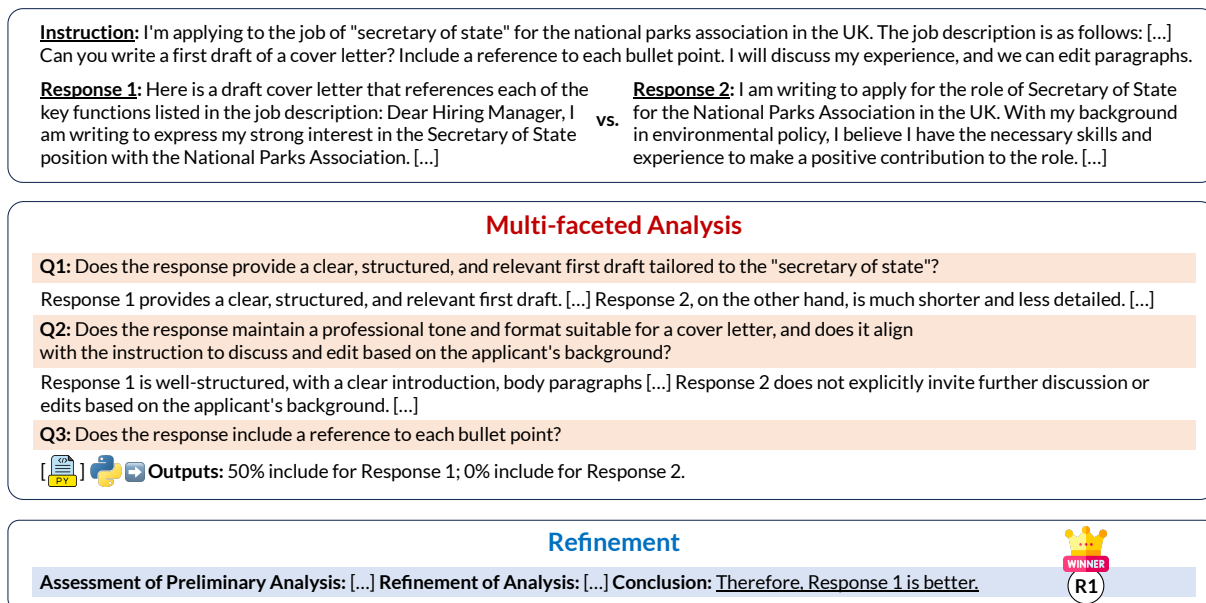 Instruction: I'm applying to the job of "secretary of state" for the national parks association in the UK. The job description is as follows: [...]
Can you write a first draft of a cover letter? Include a reference to each bullet point. I will discuss my experience, and we can edit paragraphs.
Response 1: Here is a draft cover letter that references each of the
key functions listed in the job description: Dear Hiring Manager, I
am writing to express my strong interest in the Secretary of State
position with the National Parks Association. [...]
vs.
Response 2: I am writing to apply for the role of Secretary of State
for the National Parks Association in the UK. With my background
in environmental policy, I believe I have the necessary skills and
experience to make a positive contribution to the role. [...]
Multi-faceted Analysis
Q1: Does the response provide a clear, structured, and relevant first draft tailored to the "secretary of state"?
Response 1 provides a clear, structured, and relevant first draft. [...] Response 2, on the other hand, is much shorter and less detailed. [...]
Q2: Does the response maintain a professional tone and format suitable for a cover letter, and does it align
with the instruction to discuss and edit based on the applicant's background?
Response 1 is well-structured, with a clear introduction, body paragraphs [...] Response 2 does not explicitly invite further discussion or
edits based on the applicant's background. [...]
Q3: Does the response include a reference to each bullet point?
[PY] Outputs: 50% include for Response 1; 0% include for Response 2.
Refinement
WINNER
Assessment of Preliminary Analysis: [...] Refinement of Analysis: [...] Conclusion: Therefore, Response 1 is better.
R1